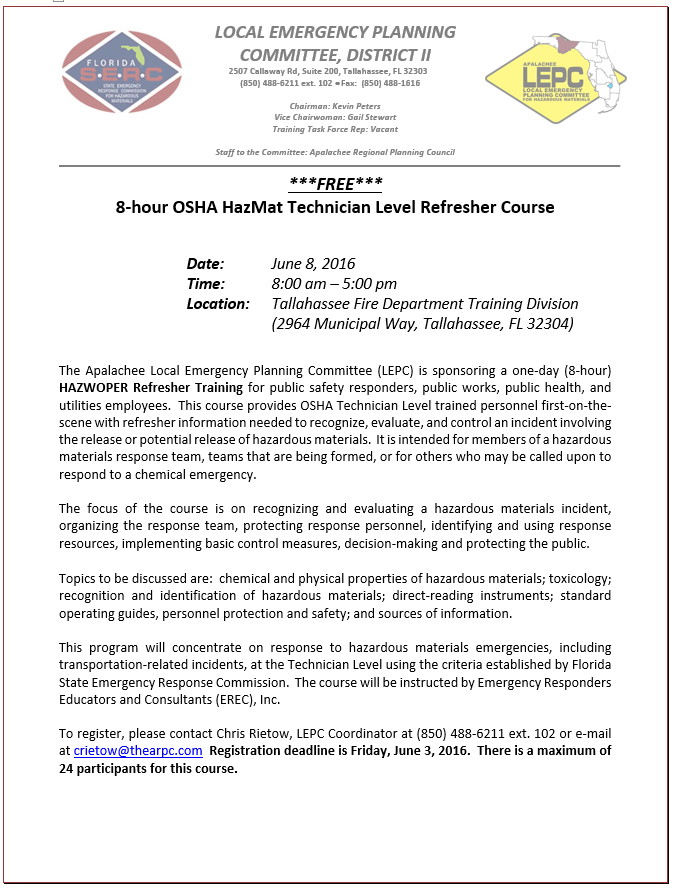 LOCAL EMERGENCY PLANNING
COMMITTEE, DISTRICT II
2507 Callaway Rd, Suite 200, Tallahassee, FL 32303
(850) 488-6211 ext. 102 ▪ Fax:  (850) 488-1616
Chairman: Kevin Peters
Vice Chairwoman: Gail Stewart
Training Task Force Rep: Vacant
Staff to the Committee: Apalachee Regional Planning Council
FLORIDA
S·E·R·C
STATE EMERGENCY
RESPONSE COMMISSION
FOR HAZARDOUS
MATERIALS
APALACHEE
LEPC
LOCAL EMERGENCY
PLANNING COMMITTEE
FOR HAZARDOUS MATERIALS
***FREE***
8-hour OSHA HazMat Technician Level Refresher Course
Date: June 8, 2016
Time: 8:00 am – 5:00 pm
Location: Tallahassee Fire Department Training Division
(2964 Municipal Way, Tallahassee, FL 32304)
The Apalachee Local Emergency Planning Committee (LEPC) is sponsoring a one-day (8-hour)
HAZWOPER Refresher Training for public safety responders, public works, public health, and
utilities employees.  This course provides OSHA Technician Level trained personnel first-on-the-
scene with refresher information needed to recognize, evaluate, and control an incident involving
the release or potential release of hazardous materials.  It is intended for members of a hazardous
materials response team, teams that are being formed, or for others who may be called upon to
respond to a chemical emergency.
The focus of the course is on recognizing and evaluating a hazardous materials incident,
organizing the response team, protecting response personnel, identifying and using response
resources, implementing basic control measures, decision-making and protecting the public.
Topics to be discussed are:  chemical and physical properties of hazardous materials; toxicology;
recognition and identification of hazardous materials; direct-reading instruments; standard
operating guides, personnel protection and safety; and sources of information.
This program will concentrate on response to hazardous materials emergencies, including
transportation-related incidents, at the Technician Level using the criteria established by Florida
State Emergency Response Commission.  The course will be instructed by Emergency Responders
Educators and Consultants (EREC), Inc.
To register, please contact Chris Rietow, LEPC Coordinator at (850) 488-6211 ext. 102 or e-mail
at crietow@thearpc.com  Registration deadline is Friday, June 3, 2016.  There is a maximum of
24 participants for this course.